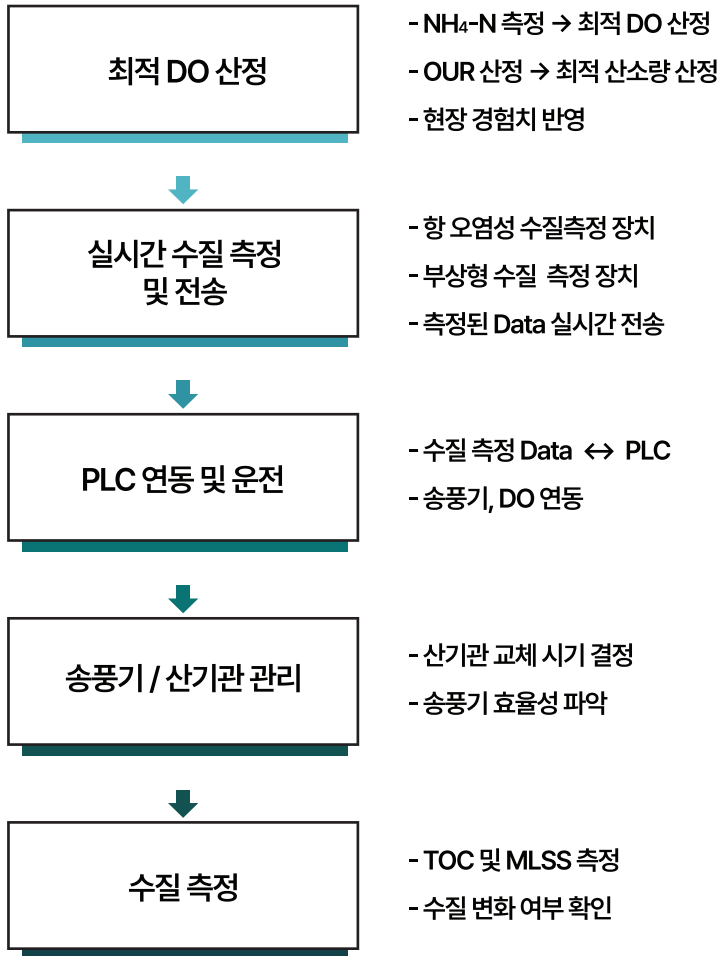 최적 DO 산정
- NH₄-N 측정 → 최적 DO 산정
- OUR 산정 → 최적 산소량 산정
- 현장 경험치 반영
실시간 수질 측정
및 전송
- 항 오염성 수질측정 장치
- 부상형 수질 측정 장치
- 측정된 Data 실시간 전송
PLC 연동 및 운전
- 수질 측정 Data ↔ PLC
- 송풍기, DO 연동
송풍기 / 산기관 관리
- 산기관 교체 시기 결정
- 송풍기 효율성 파악
수질 측정
- TOC 및 MLSS 측정
- 수질 변화 여부 확인